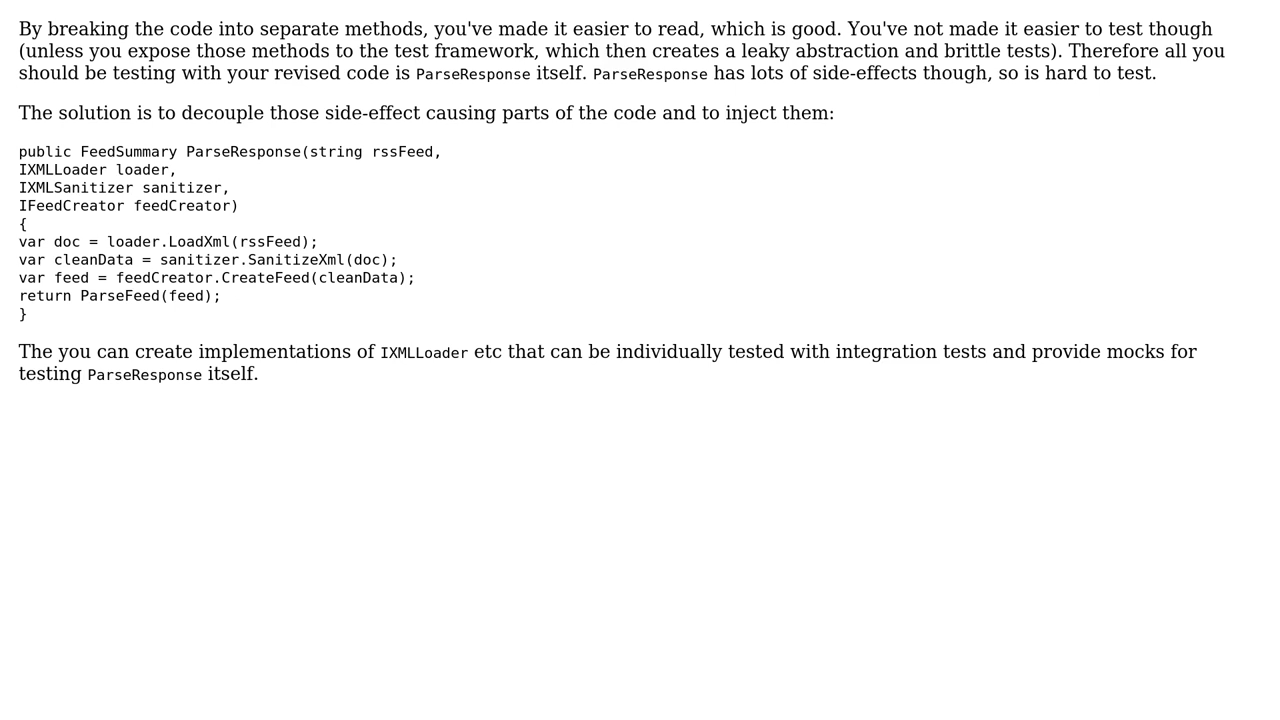 By breaking the code into separate methods, you've made it easier to read, which is good. You've not made it easier to test though
(unless you expose those methods to the test framework, which then creates a leaky abstraction and brittle tests). Therefore all you
should be testing with your revised code is ParseResponse itself. ParseResponse has lots of side-effects though, so is hard to test.
The solution is to decouple those side-effect causing parts of the code and to inject them:
public FeedSummary ParseResponse(string rssFeed,
IXMLLoader loader,
IXMLSanitizer sanitizer,
IFeedCreator feedCreator)
{
var doc = loader.LoadXml(rssFeed);
var cleanData = sanitizer.SanitizeXml(doc);
var feed = feedCreator.CreateFeed(cleanData);
return ParseFeed(feed);
}
The you can create implementations of IXMLLoader etc that can be individually tested with integration tests and provide mocks for
testing ParseResponse itself.